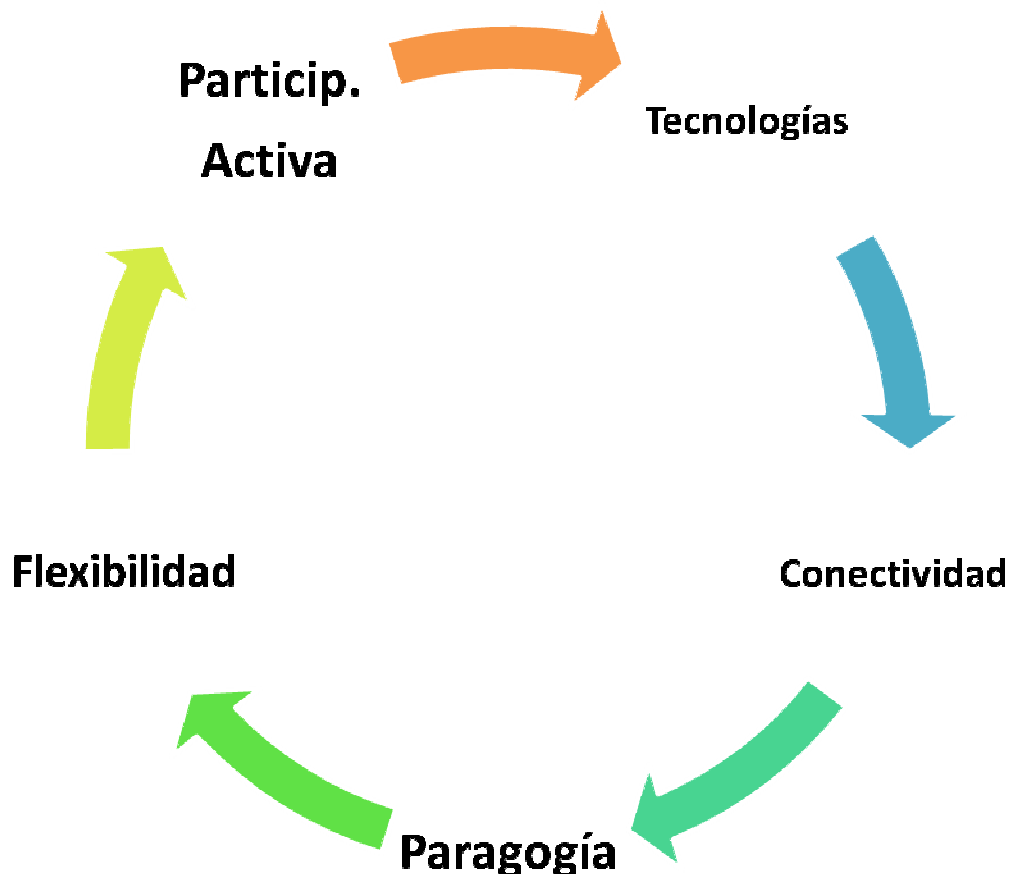 Particip.
Activa
Tecnologías
Conectividad
Paragogía
Flexibilidad